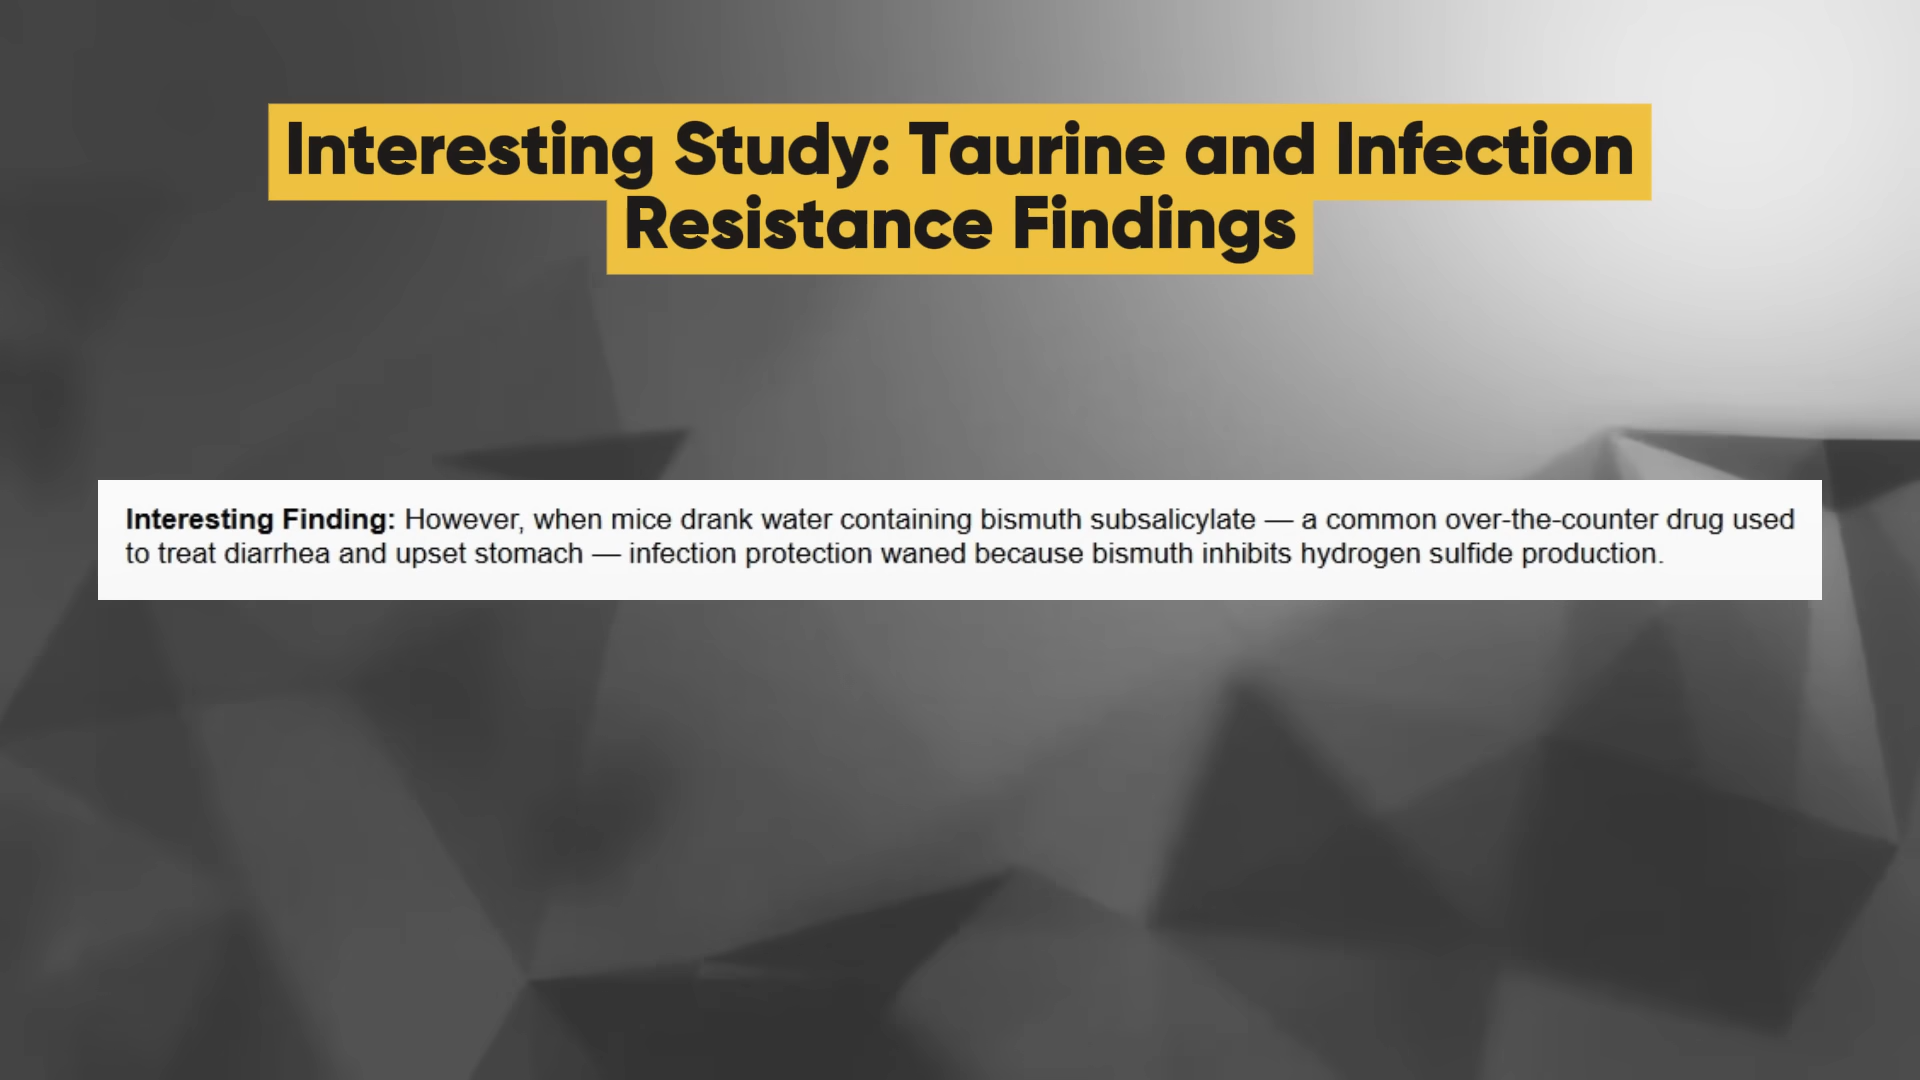 Interesting Study: Taurine and Infection
Resistance Findings
Interesting Finding: However, when mice drank water containing bismuth subsalicylate — a common over-the-counter drug used
to treat diarrhea and upset stomach — infection protection waned because bismuth inhibits hydrogen sulfide production.